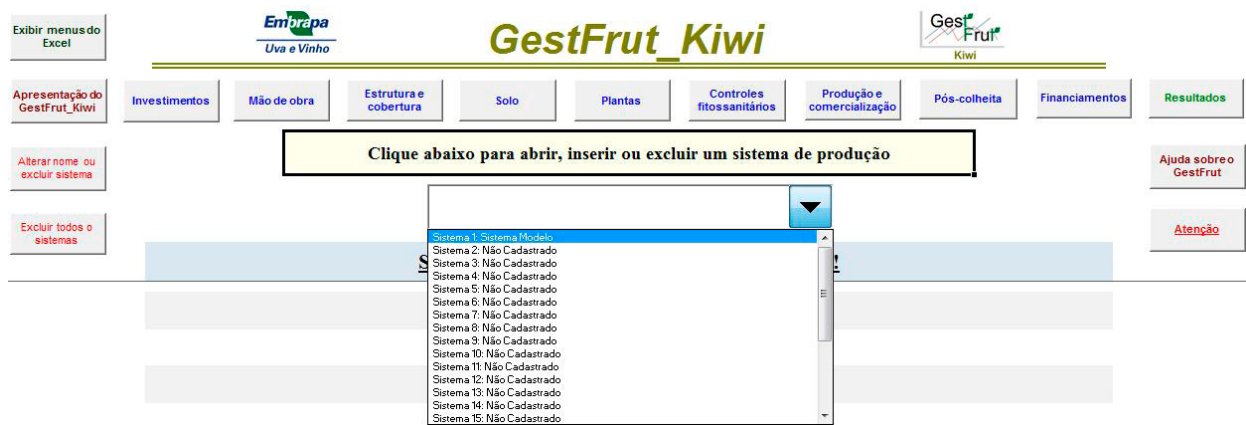 Exibir menus do
Excel
Embrapa
Uva e Vinho
GestFrut_Kiwi
Gest
Frut
Kiwi
Apresentação do
GestFrut_Kiwi
Investimentos
Mão de obra
Estrutura e
cobertura
Solo
Plantas
Controles
fitossanitários
Produção e
comercialização
Pós-colheita
Financiamentos
Resultados
Alterar nome ou
excluir sistema
Clique abaixo para abrir, inserir ou excluir um sistema de produção
Ajuda sobre o
GestFrut
Excluir todos o
sistemas
Atenção
S
!
Sistema 1: Sistema Modelo
Sistema 2: Não Cadastrado
Sistema 3: Não Cadastrado
Sistema 4: Não Cadastrado
Sistema 5: Não Cadastrado
Sistema 6: Não Cadastrado
Sistema 7: Não Cadastrado
Sistema 8: Não Cadastrado
Sistema 9: Não Cadastrado
Sistema 10: Não Cadastrado
Sistema 11: Não Cadastrado
Sistema 12: Não Cadastrado
Sistema 13: Não Cadastrado
Sistema 14: Não Cadastrado
Sistema 15: Não Cadastrado